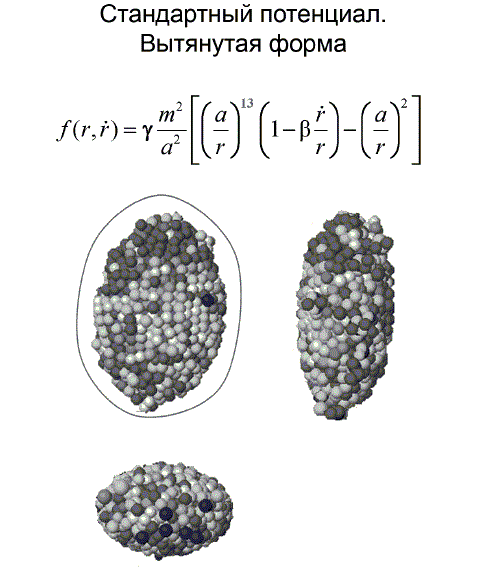 Стандартный потенциал.
Вытянутая форма
f(r, ṙ) = γ m²/a² [(a/r)¹³ (1 − β ṙ/r) − (a/r)²]